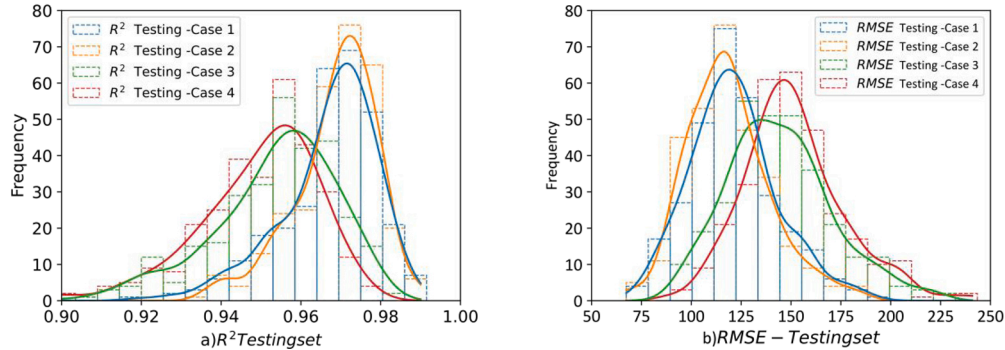 80
70
60
50
40
30
20
10
0
Frequency
R² Testing -Case 1
R² Testing -Case 2
R² Testing -Case 3
R² Testing -Case 4
0.90 0.92 0.94 0.96 0.98 1.00
a)R²Testingset
80
70
60
50
40
30
20
10
0
Frequency
RMSE Testing -Case 1
RMSE Testing -Case 2
RMSE Testing -Case 3
RMSE Testing -Case 4
50 75 100 125 150 175 200 225 250
b)RMSE − Testingset